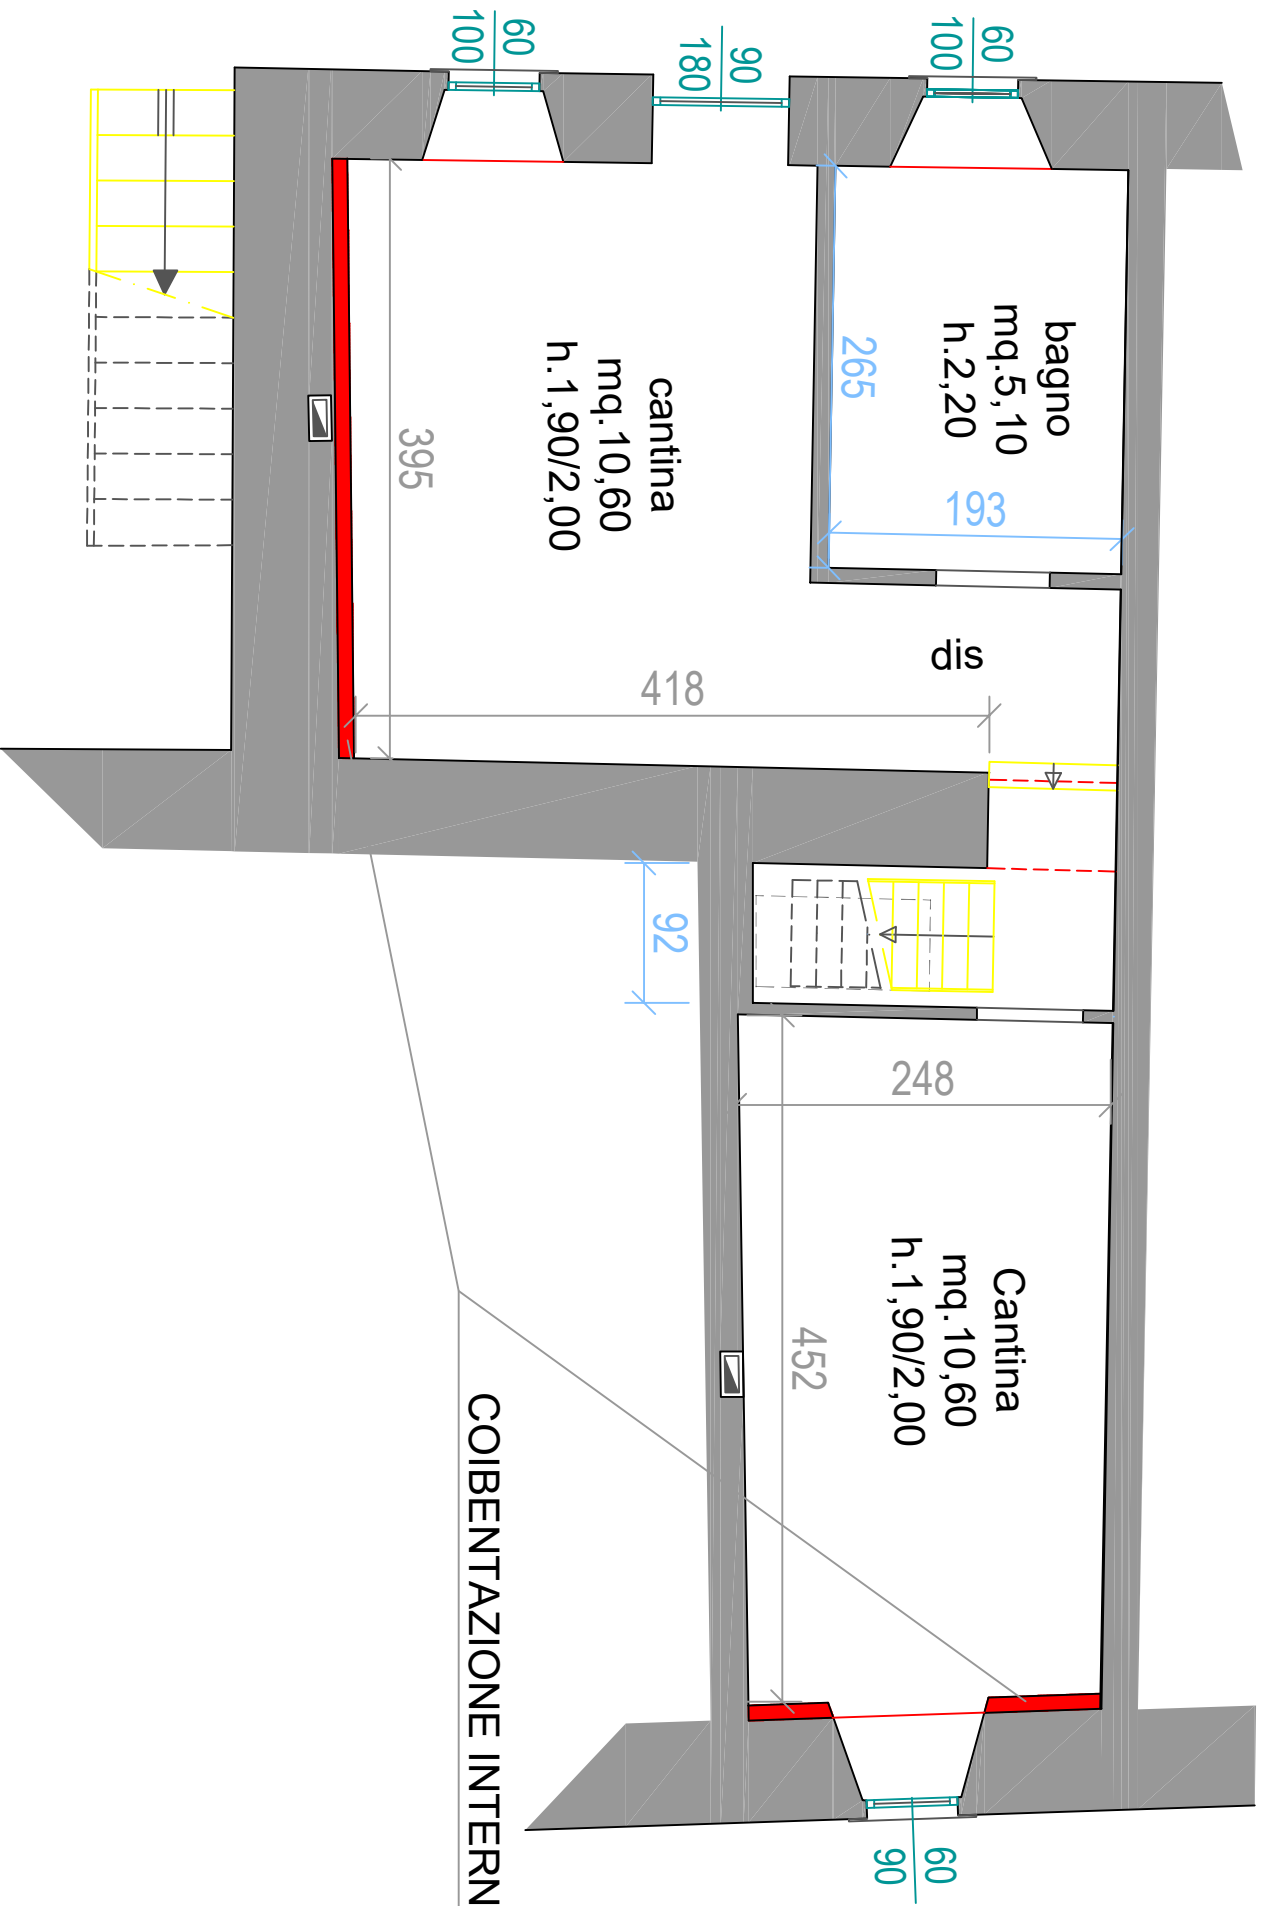 60
100
90
180
60
100
bagno
mq.5,10
h.2,20
265
193
cantina
mq.10,60
h.1,90/2,00
395
dis
418
92
248
Cantina
mq.10,60
h.1,90/2,00
452
COIBENTAZIONE INTERN
60
90